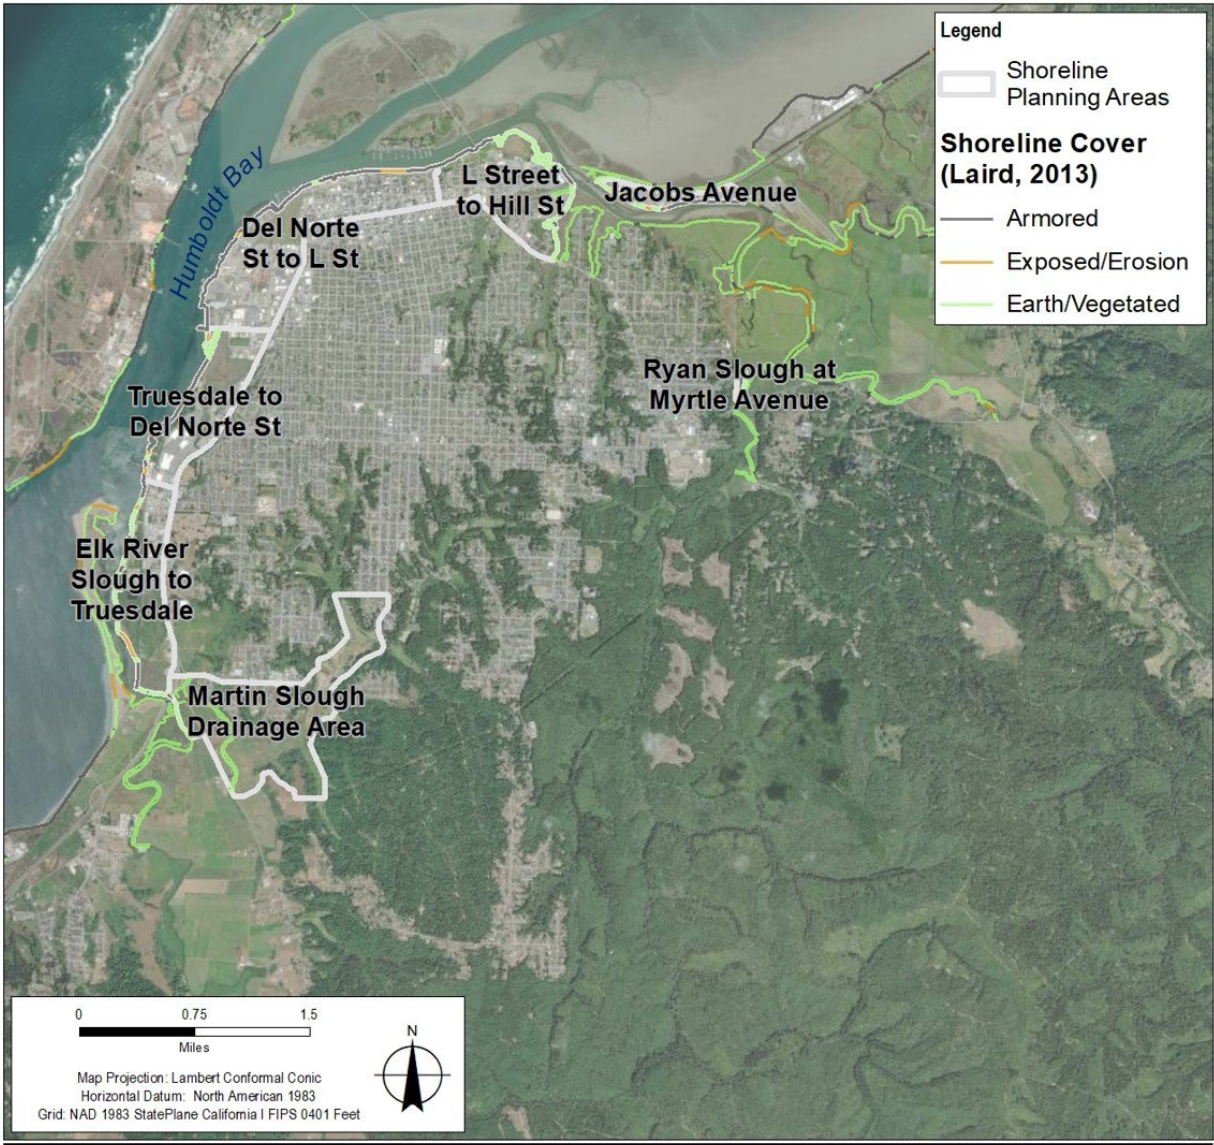 Legend
Shoreline
Planning Areas
Shoreline Cover
(Laird, 2013)
Armored
Exposed/Erosion
Earth/Vegetated
Humboldt Bay
L Street
to Hill St
Jacobs Avenue
Del Norte
St to L St
Ryan Slough at
Myrtle Avenue
Truesdale to
Del Norte St
Elk River
Slough to
Truesdale
Martin Slough
Drainage Area
0 0.75 1.5
Miles
N
Map Projection: Lambert Conformal Conic
Horizontal Datum: North American 1983
Grid: NAD 1983 StatePlane California I FIPS 0401 Feet